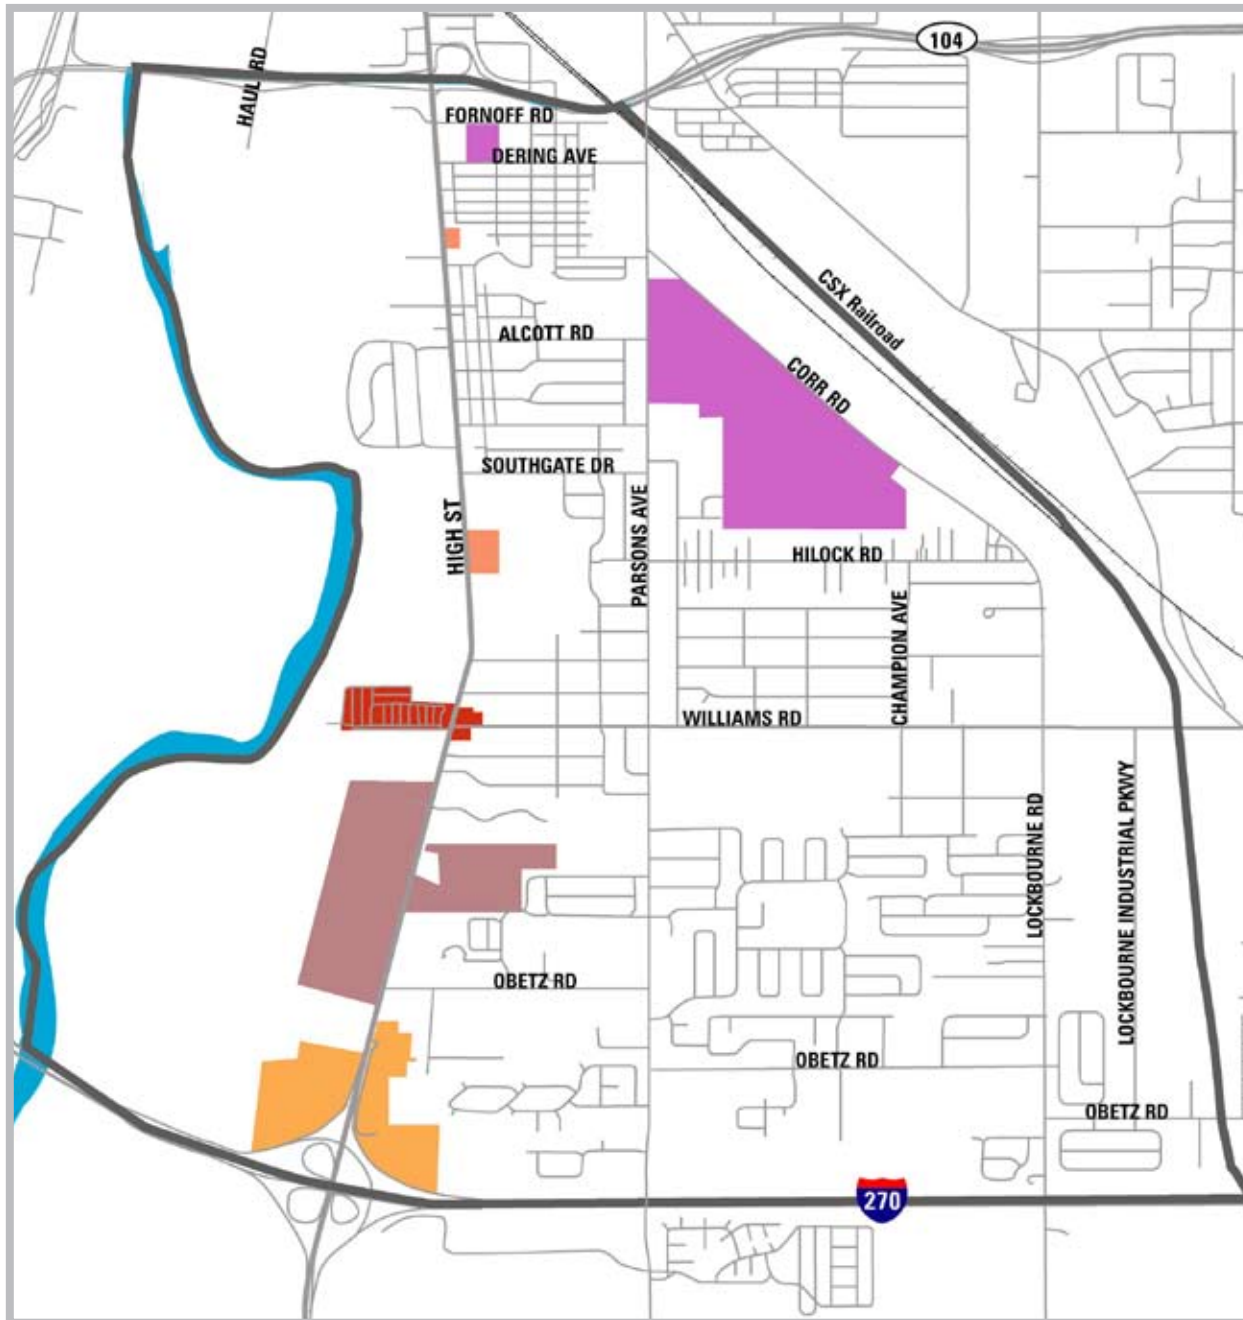 104
HAUL RD
FORNOFF RD
DERING AVE
CSX Railroad
ALCOTT RD
CORR RD
SOUTHGATE DR
HIGH ST
PARSONS AVE
HILOCK RD
CHAMPION AVE
WILLIAMS RD
LOCKBOURNE RD
LOCKBOURNE INDUSTRIAL PKWY
OBETZ RD
OBETZ RD
OBETZ RD
270